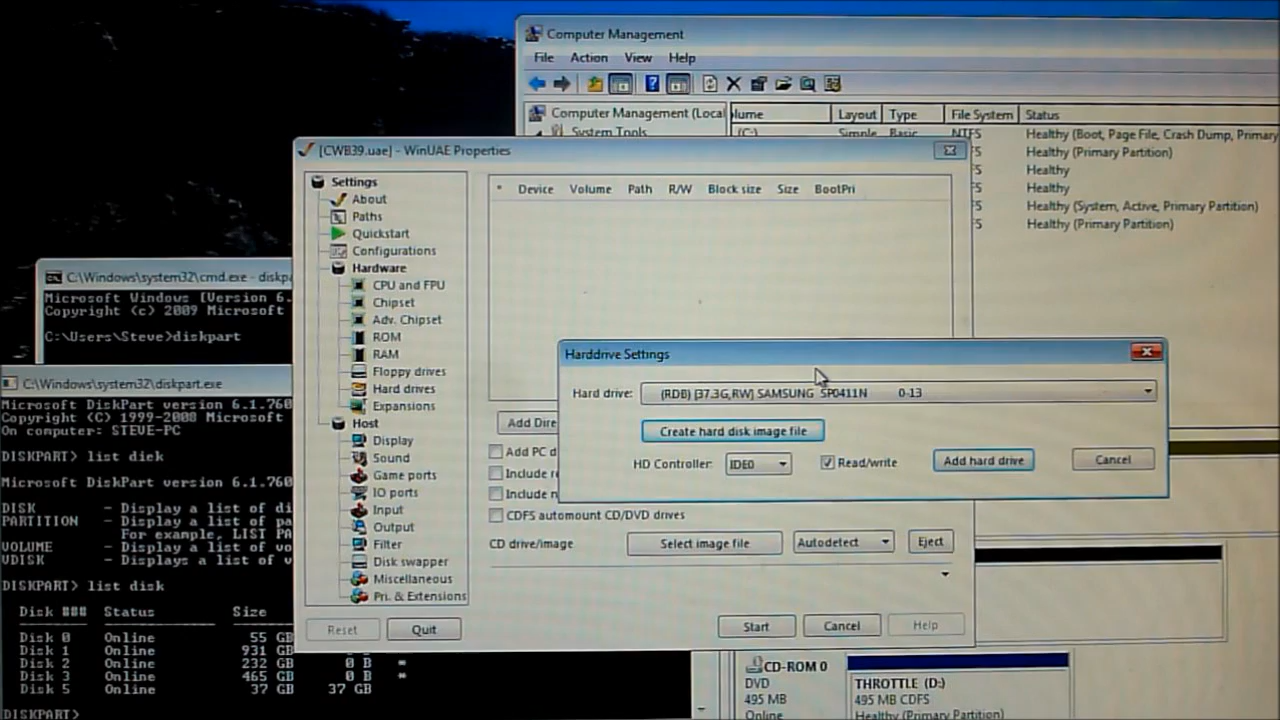 Computer Management
File Action View Help
Computer Management (Local
System Tools
lume Layout Type File System Status
(C:) Simple Basic NTFS Healthy (Boot, Page File, Crash Dump, Primary
FS Healthy (Primary Partition)
Healthy
FS Healthy
FS Healthy (System, Active, Primary Partition)
FS Healthy (Primary Partition)
[CWB39.uae] - WinUAE Properties
Settings
About
Paths
Quickstart
Configurations
Hardware
CPU and FPU
Chipset
Adv. Chipset
ROM
RAM
Floppy drives
Hard drives
Expansions
Host
Display
Sound
Game ports
IO ports
Input
Output
Filter
Disk swapper
Miscellaneous
Pri. & Extensions
Reset Quit
* Device Volume Path R/W Block size Size BootPri
Add Dire
Add PC d
Include re
Include n
CDFS automount CD/DVD drives
CD drive/image Select image file Autodetect Eject
Start Cancel Help
Harddrive Settings
Hard drive: (RDB) [37.3G,RW] SAMSUNG SP0411N 0-13
Create hard disk image file
HD Controller: IDE0 Read/write Add hard drive Cancel
C:\Windows\system32\cmd.exe - diskpa
Microsoft Windows [Version 6.
Copyright (c) 2009 Microsoft
C:\Users\Steve>diskpart
C:\Windows\system32\diskpart.exe
Microsoft DiskPart version 6.1.760
Copyright (C) 1999-2008 Microsoft
On computer: STEVE-PC
DISKPART> list diek
Microsoft DiskPart version 6.1.760
DISK - Display a list of di
PARTITION - Display a list of pa
For example, LIST PA
VOLUME - Display a list of vo
VDISK - Displays a list of v
DISKPART> list disk
Disk ### Status Size
Disk 0 Online 55 GB
Disk 1 Online 931 GB
Disk 2 Online 232 GB 0 B *
Disk 3 Online 465 GB 0 B *
Disk 5 Online 37 GB 37 GB
DISKPART>
CD-ROM 0
DVD
495 MB
Online
THROTTLE (D:)
495 MB CDFS
Healthy (Primary Partition)